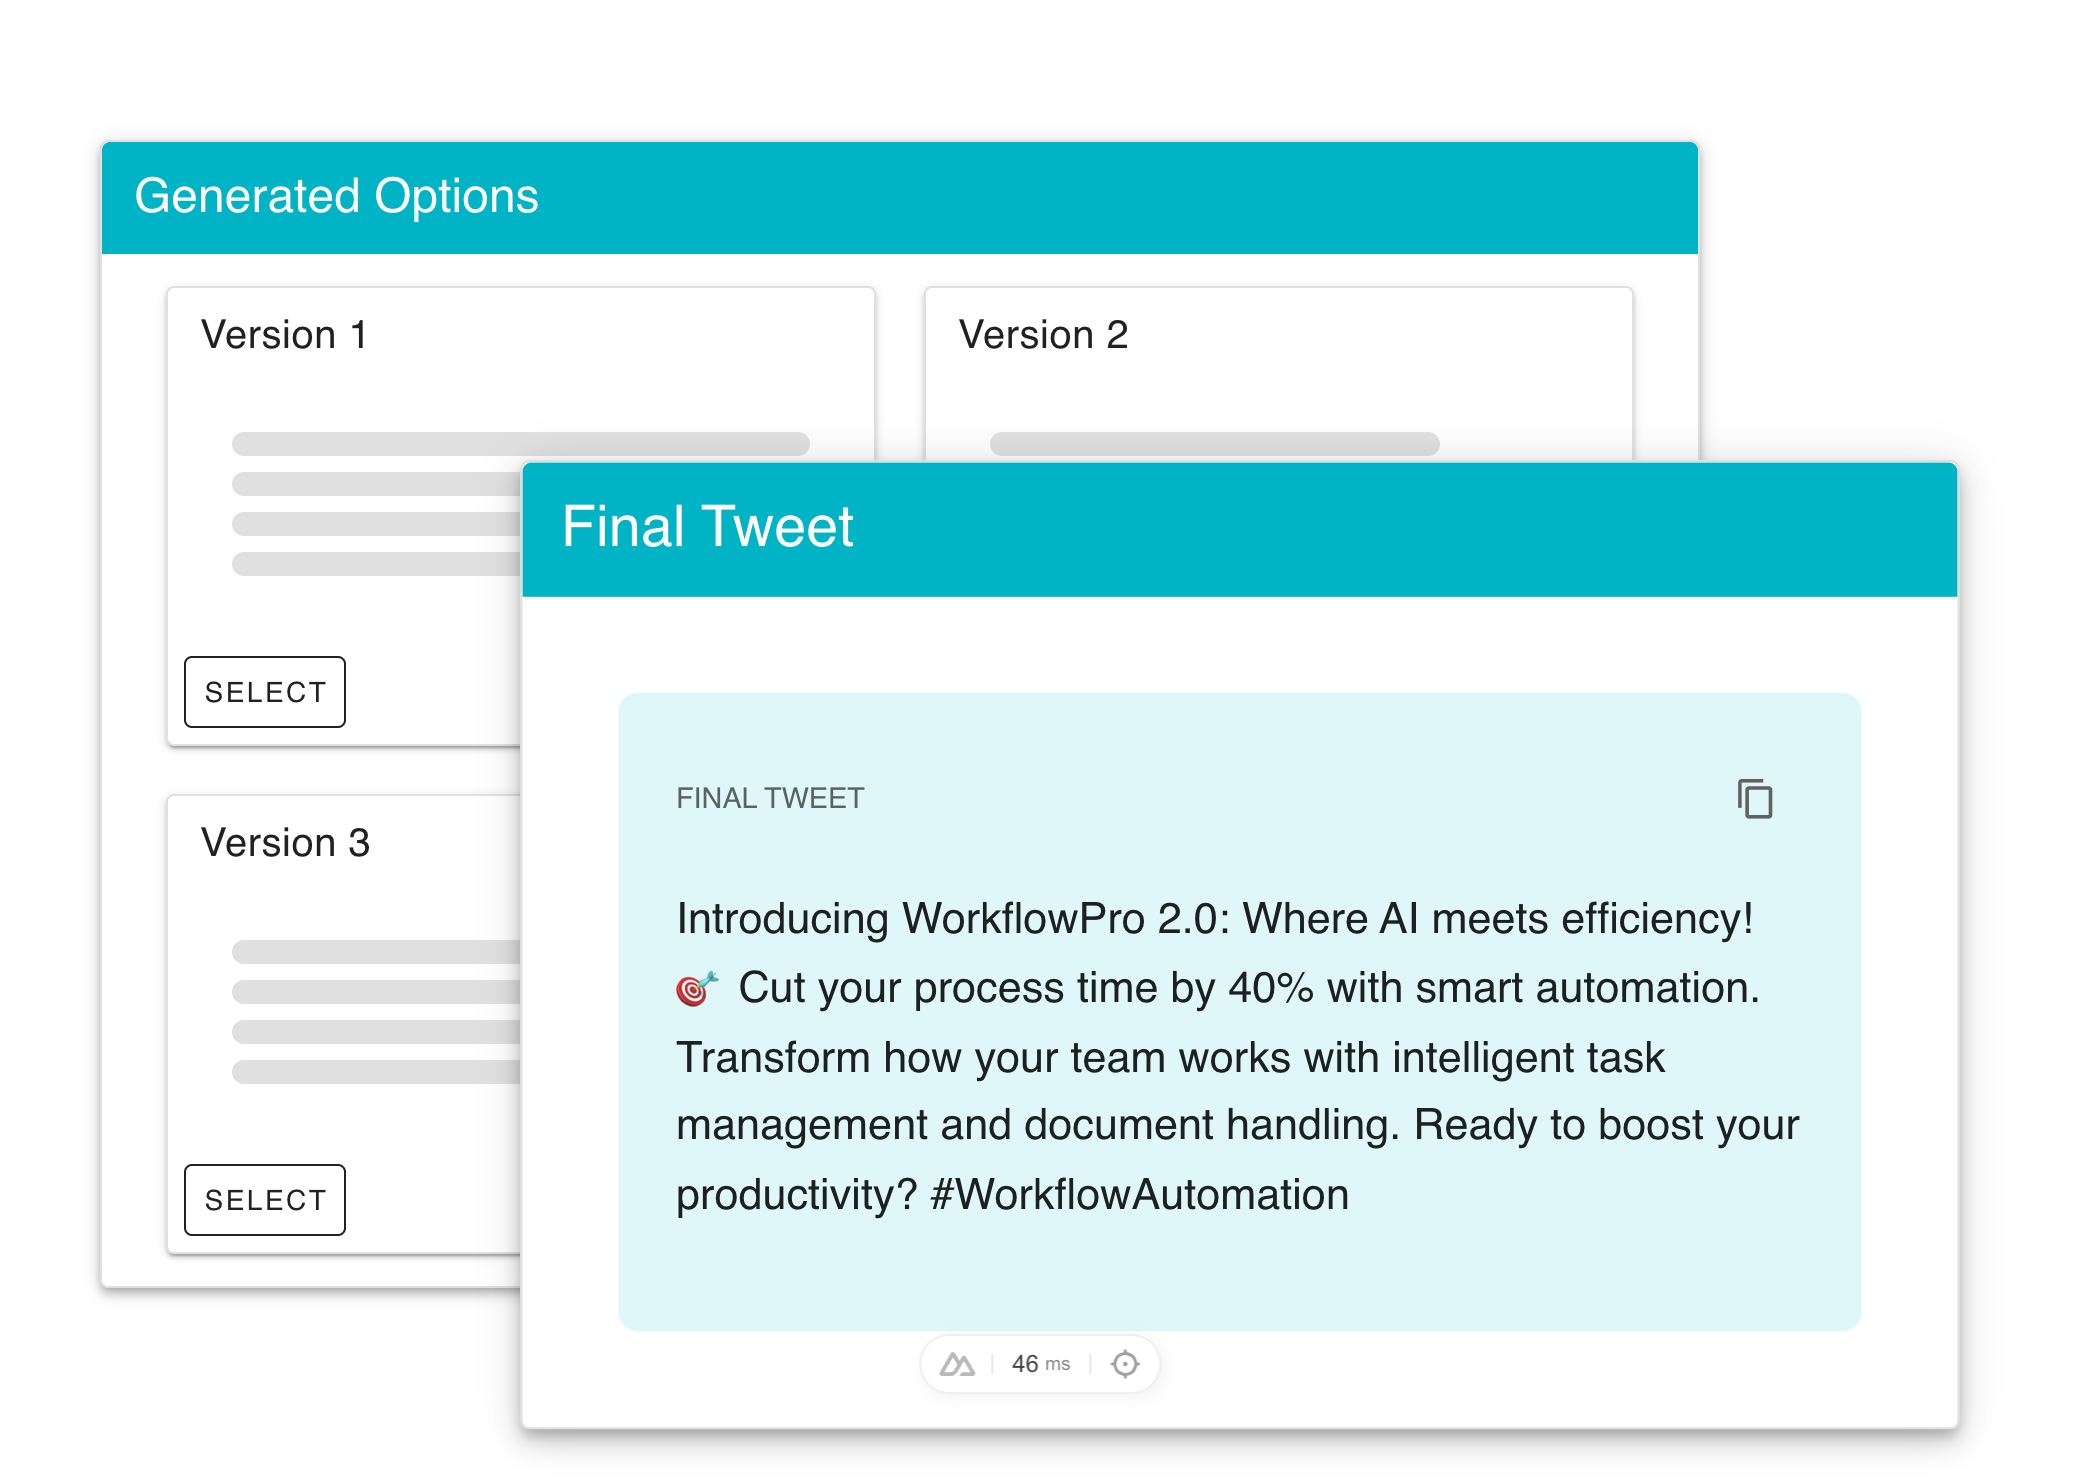 Generated Options
Version 1
Version 2
SELECT
Version 3
SELECT
Final Tweet
FINAL TWEET
Introducing WorkflowPro 2.0: Where AI meets efficiency!
🎯 Cut your process time by 40% with smart automation.
Transform how your team works with intelligent task
management and document handling. Ready to boost your
productivity? #WorkflowAutomation
46 ms